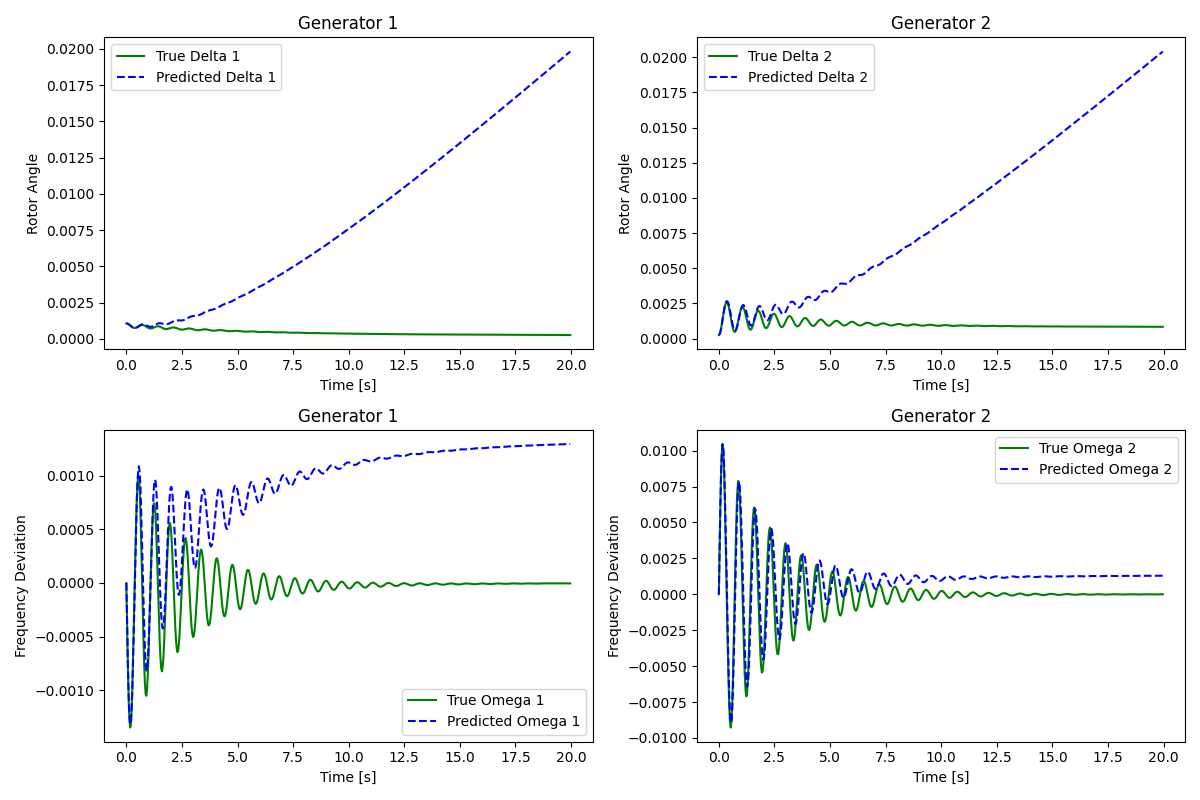 Generator 1
True Delta 1
Predicted Delta 1
Rotor Angle
0.0200
0.0175
0.0150
0.0125
0.0100
0.0075
0.0050
0.0025
0.0000
0.0 2.5 5.0 7.5 10.0 12.5 15.0 17.5 20.0
Time [s]
Generator 2
True Delta 2
Predicted Delta 2
Rotor Angle
0.0200
0.0175
0.0150
0.0125
0.0100
0.0075
0.0050
0.0025
0.0000
0.0 2.5 5.0 7.5 10.0 12.5 15.0 17.5 20.0
Time [s]
Generator 1
Frequency Deviation
0.0010
0.0005
0.0000
−0.0005
−0.0010
True Omega 1
Predicted Omega 1
0.0 2.5 5.0 7.5 10.0 12.5 15.0 17.5 20.0
Time [s]
Generator 2
True Omega 2
Predicted Omega 2
Frequency Deviation
0.0100
0.0075
0.0050
0.0025
0.0000
−0.0025
−0.0050
−0.0075
−0.0100
0.0 2.5 5.0 7.5 10.0 12.5 15.0 17.5 20.0
Time [s]